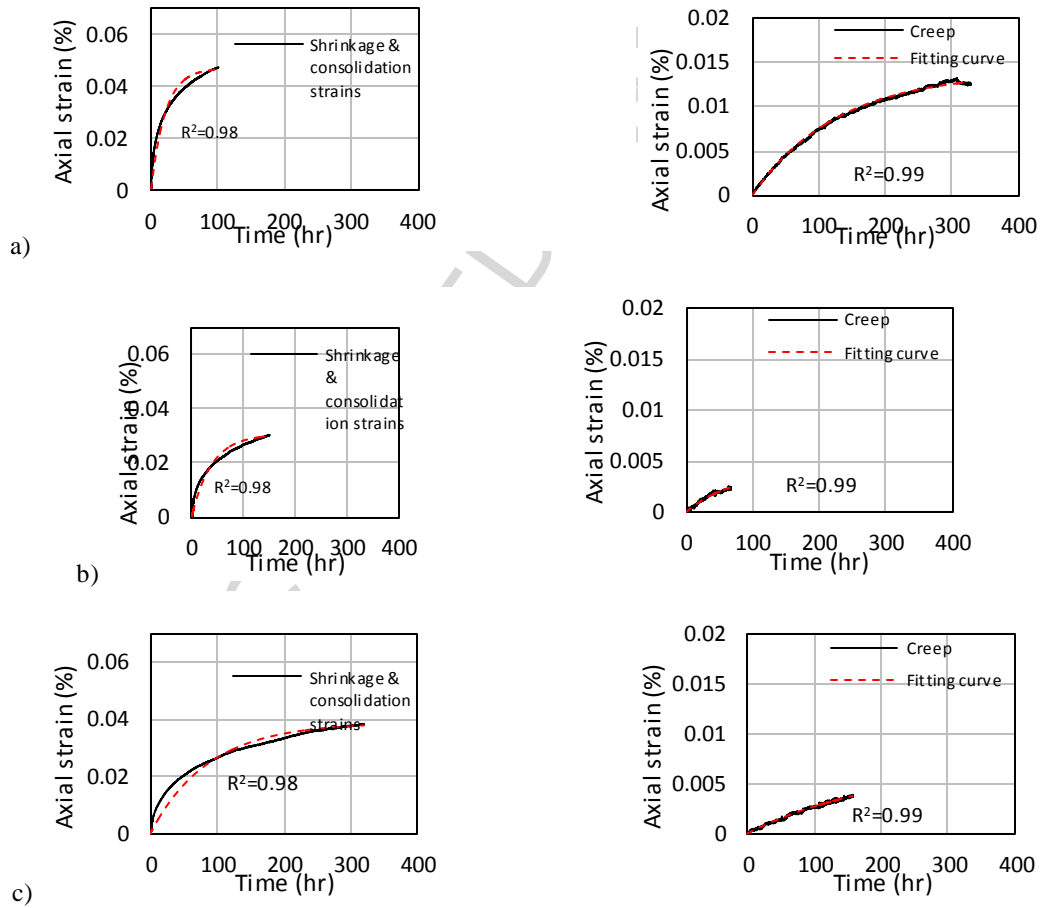 Axial strain (%)
0.06
0.04
0.02
0
Shrinkage &
consolidation
strains
R²=0.98
0 100 200 300 400
Time (hr)
a)
Axial strain (%)
0.02
0.015
0.01
0.005
0
Creep
Fitting curve
R²=0.99
0 100 200 300 400
Time (hr)
Axial strain (%)
0.06
0.04
0.02
0
Shrinkage
&
consolidat
ion strains
R²=0.98
0 100 200 300 400
Time (hr)
b)
Axial strain (%)
0.02
0.015
0.01
0.005
0
Creep
Fitting curve
R²=0.99
0 100 200 300 400
Time (hr)
Axial strain (%)
0.06
0.04
0.02
0
Shrinkage &
consolidation
strains
R²=0.98
0 100 200 300 400
Time (hr)
c)
Axial strain (%)
0.02
0.015
0.01
0.005
0
Creep
Fitting curve
R²=0.99
0 100 200 300 400
Time (hr)